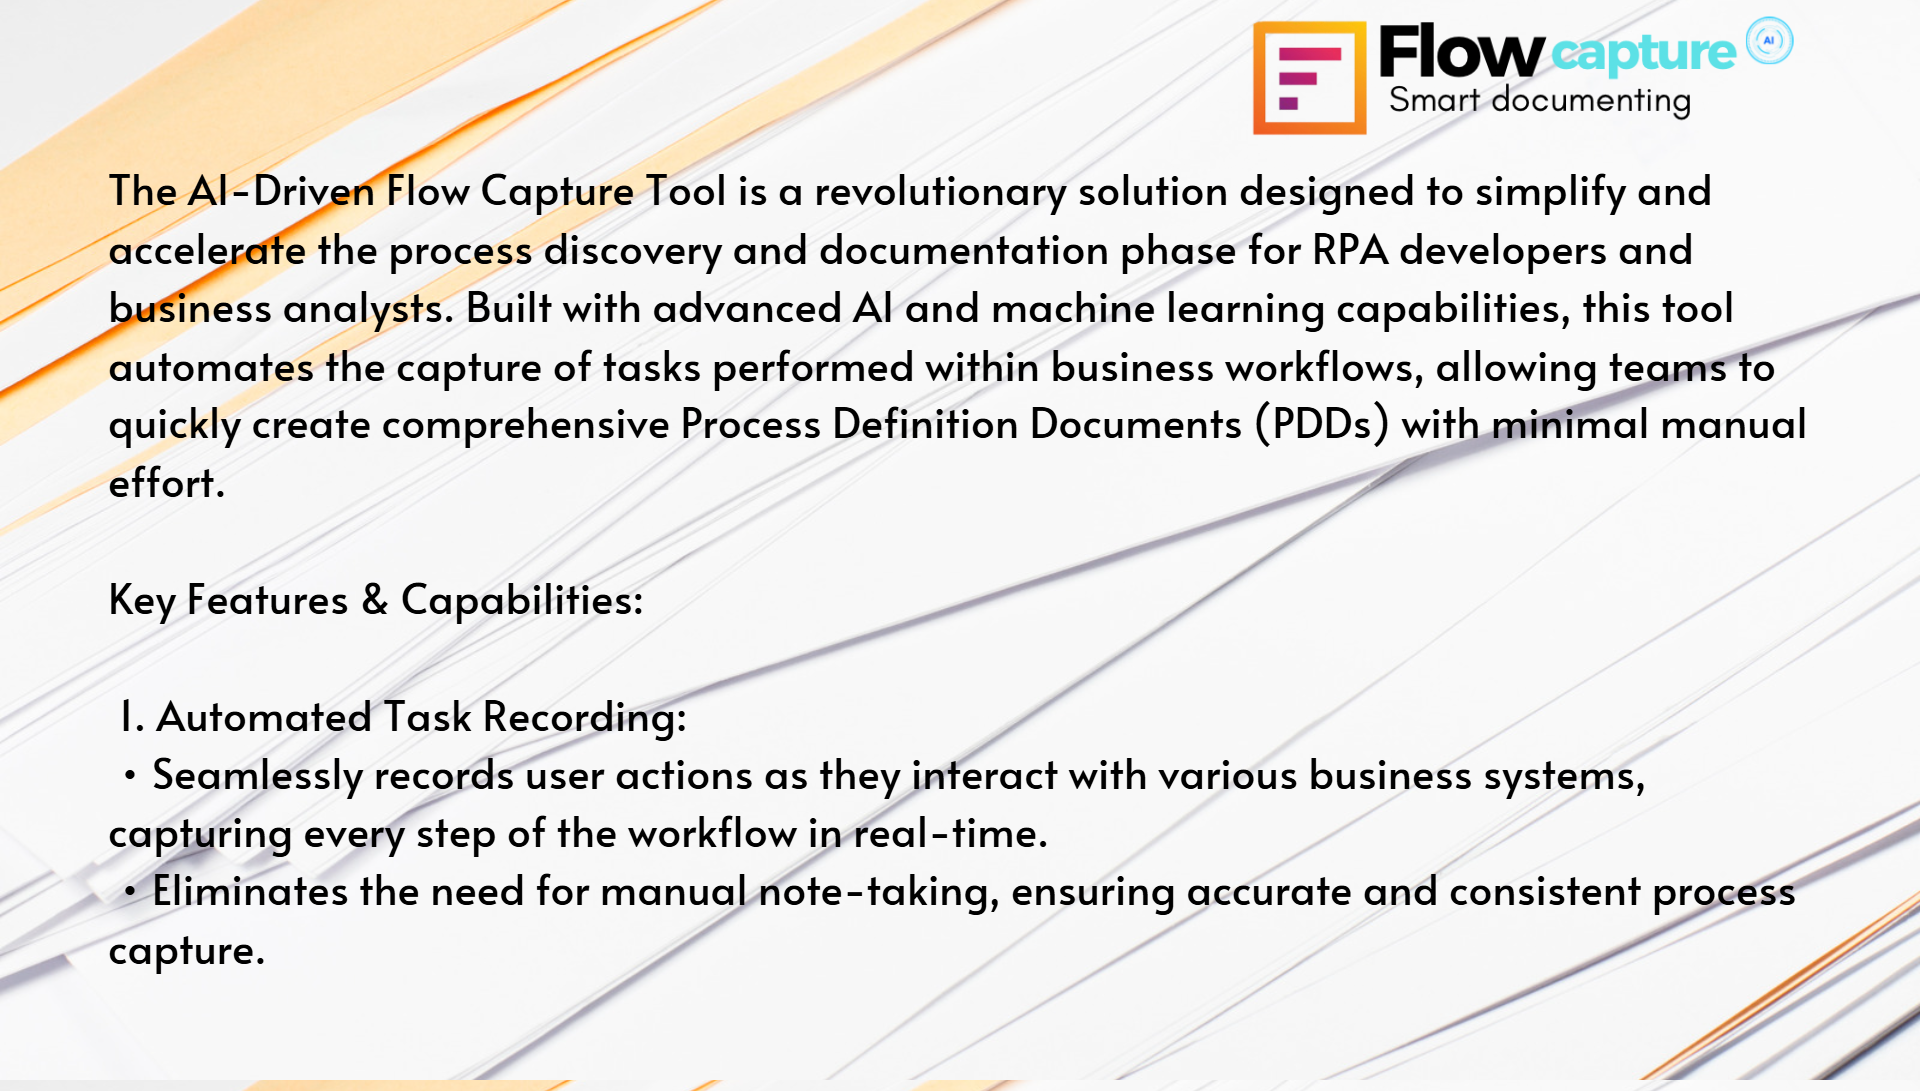 Flow capture AI
Smart documenting
The AI-Driven Flow Capture Tool is a revolutionary solution designed to simplify and
accelerate the process discovery and documentation phase for RPA developers and
business analysts. Built with advanced AI and machine learning capabilities, this tool
automates the capture of tasks performed within business workflows, allowing teams to
quickly create comprehensive Process Definition Documents (PDDs) with minimal manual
effort.
Key Features & Capabilities:
1. Automated Task Recording:
• Seamlessly records user actions as they interact with various business systems,
capturing every step of the workflow in real-time.
• Eliminates the need for manual note-taking, ensuring accurate and consistent process
capture.